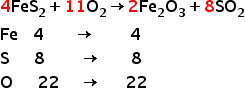 4FeS₂ + 11O₂ → 2Fe₂O₃ + 8SO₂
Fe 4 → 4
S 8 → 8
O 22 → 22